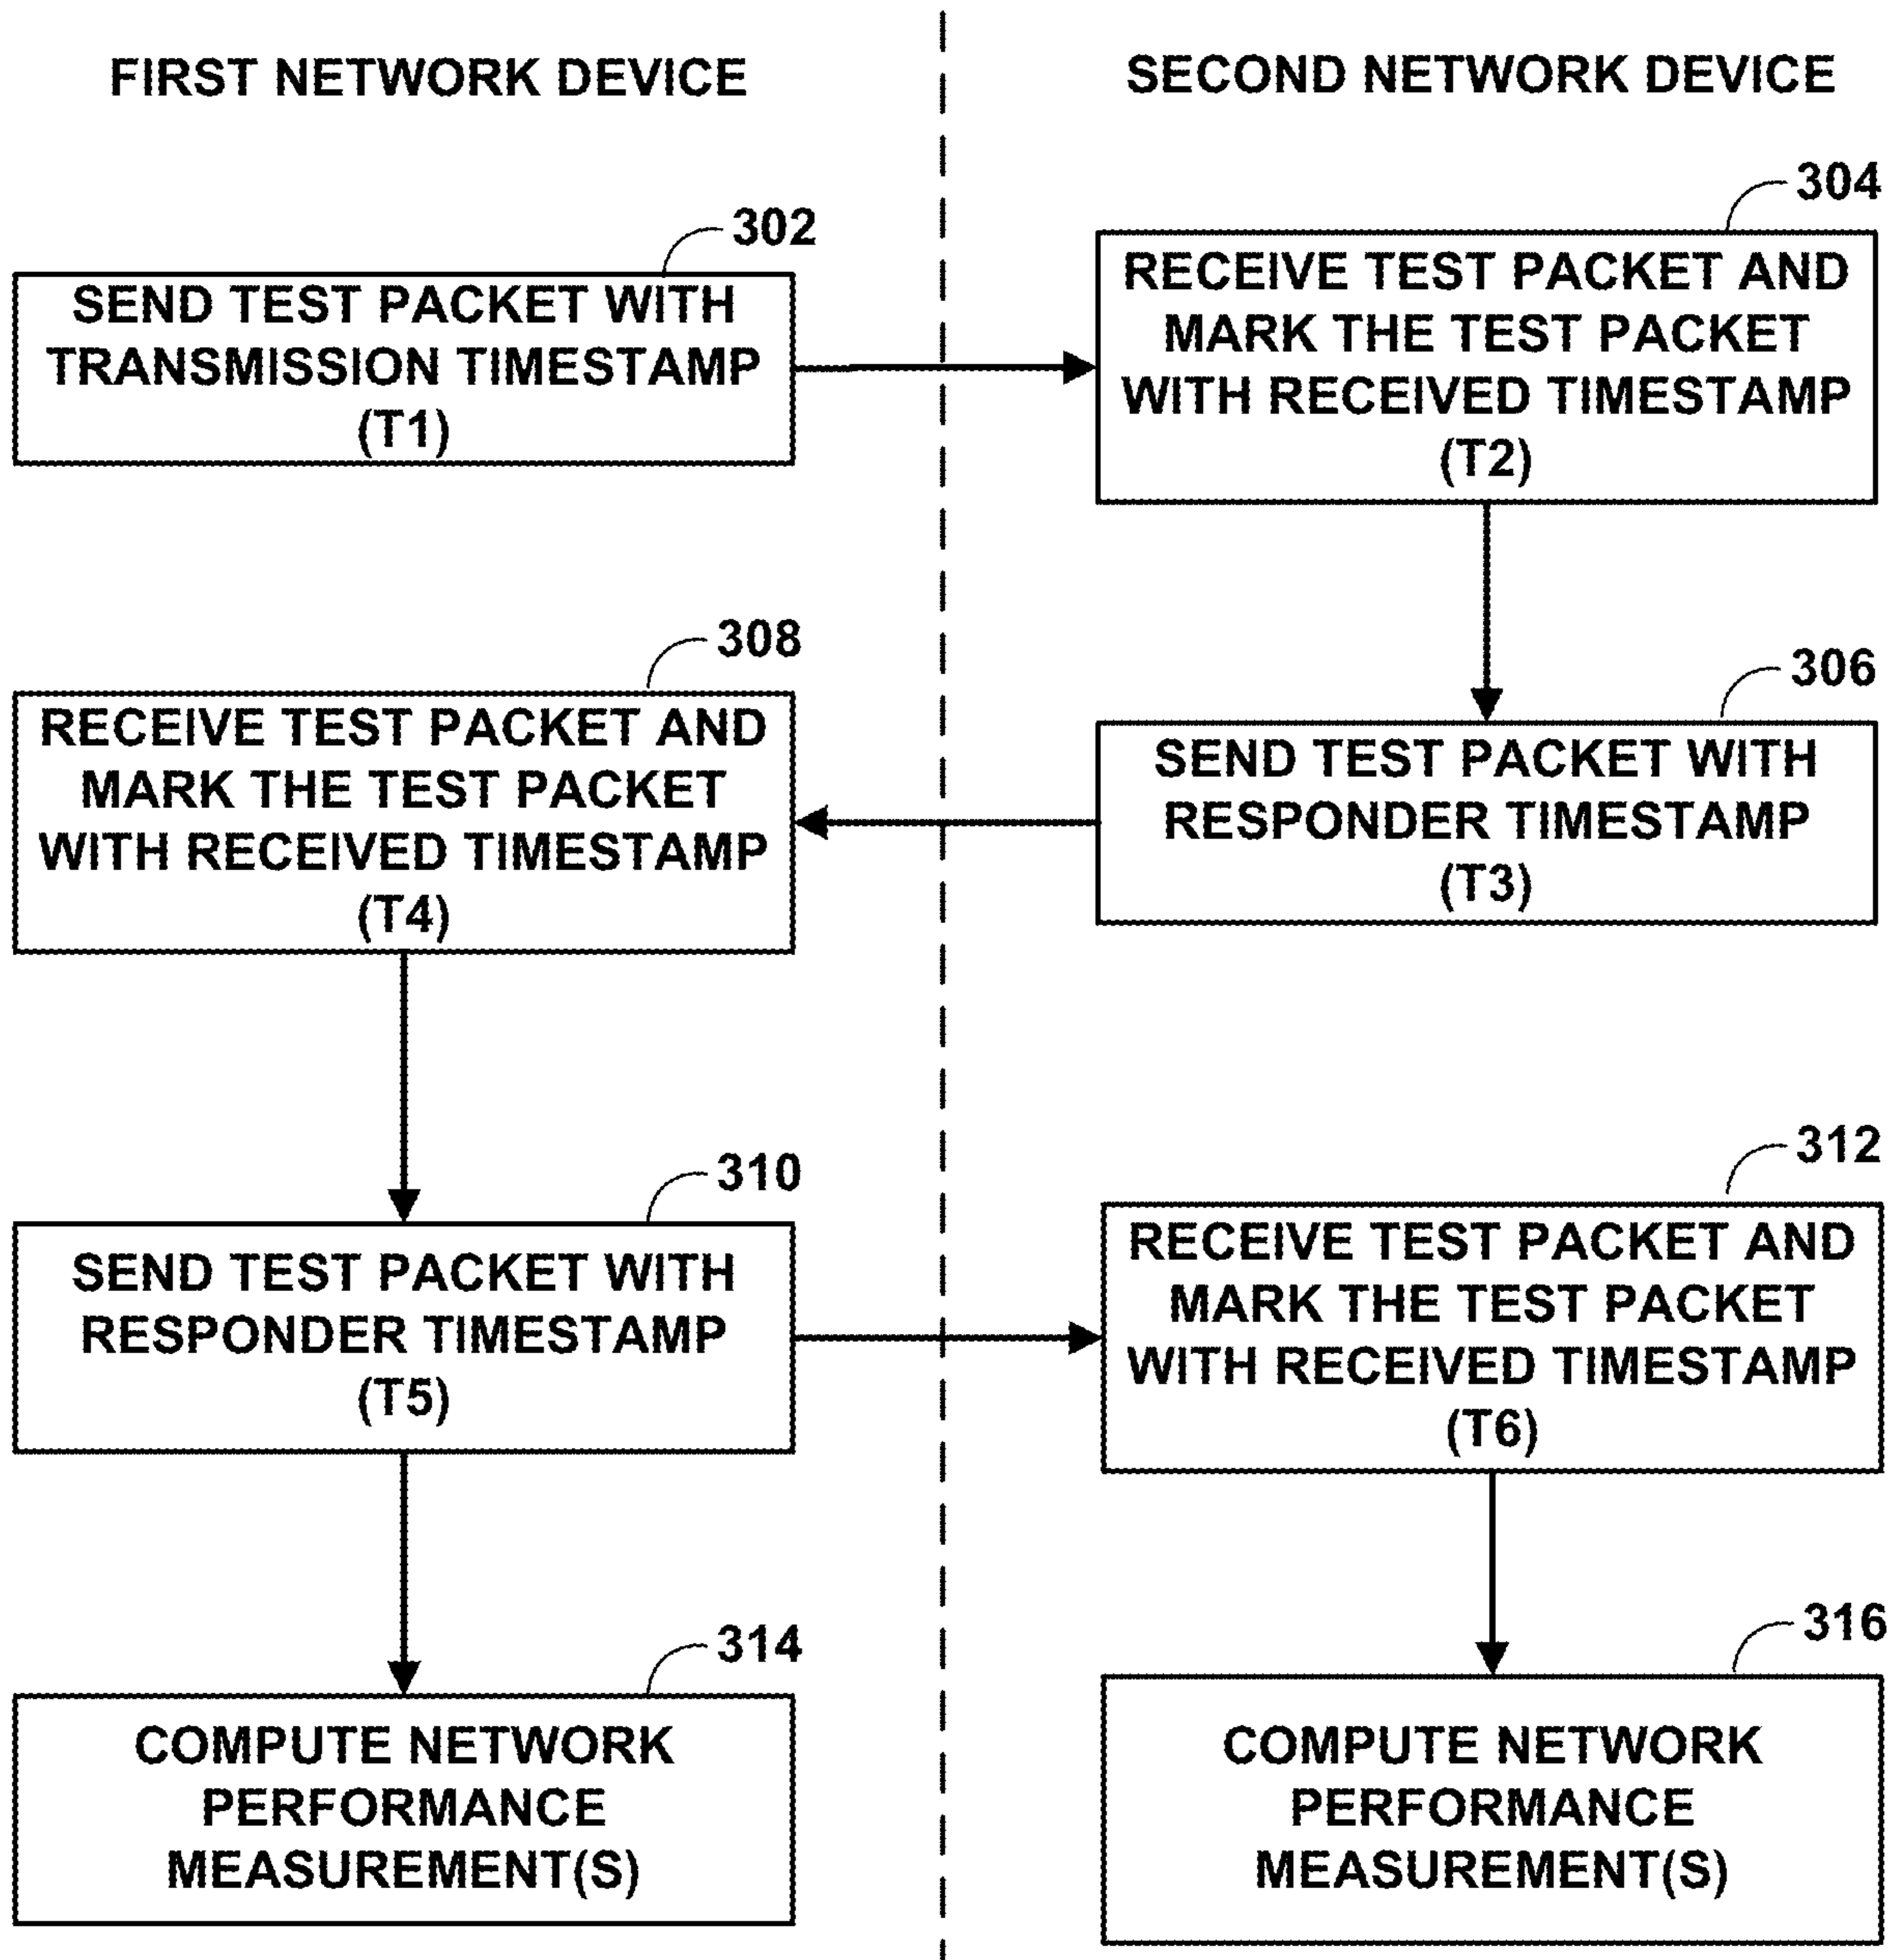 FIRST NETWORK DEVICE
SECOND NETWORK DEVICE
302
SEND TEST PACKET WITH
TRANSMISSION TIMESTAMP
(T1)
304
RECEIVE TEST PACKET AND
MARK THE TEST PACKET
WITH RECEIVED TIMESTAMP
(T2)
306
SEND TEST PACKET WITH
RESPONDER TIMESTAMP
(T3)
308
RECEIVE TEST PACKET AND
MARK THE TEST PACKET
WITH RECEIVED TIMESTAMP
(T4)
310
SEND TEST PACKET WITH
RESPONDER TIMESTAMP
(T5)
312
RECEIVE TEST PACKET AND
MARK THE TEST PACKET
WITH RECEIVED TIMESTAMP
(T6)
314
COMPUTE NETWORK
PERFORMANCE
MEASUREMENT(S)
316
COMPUTE NETWORK
PERFORMANCE
MEASUREMENT(S)